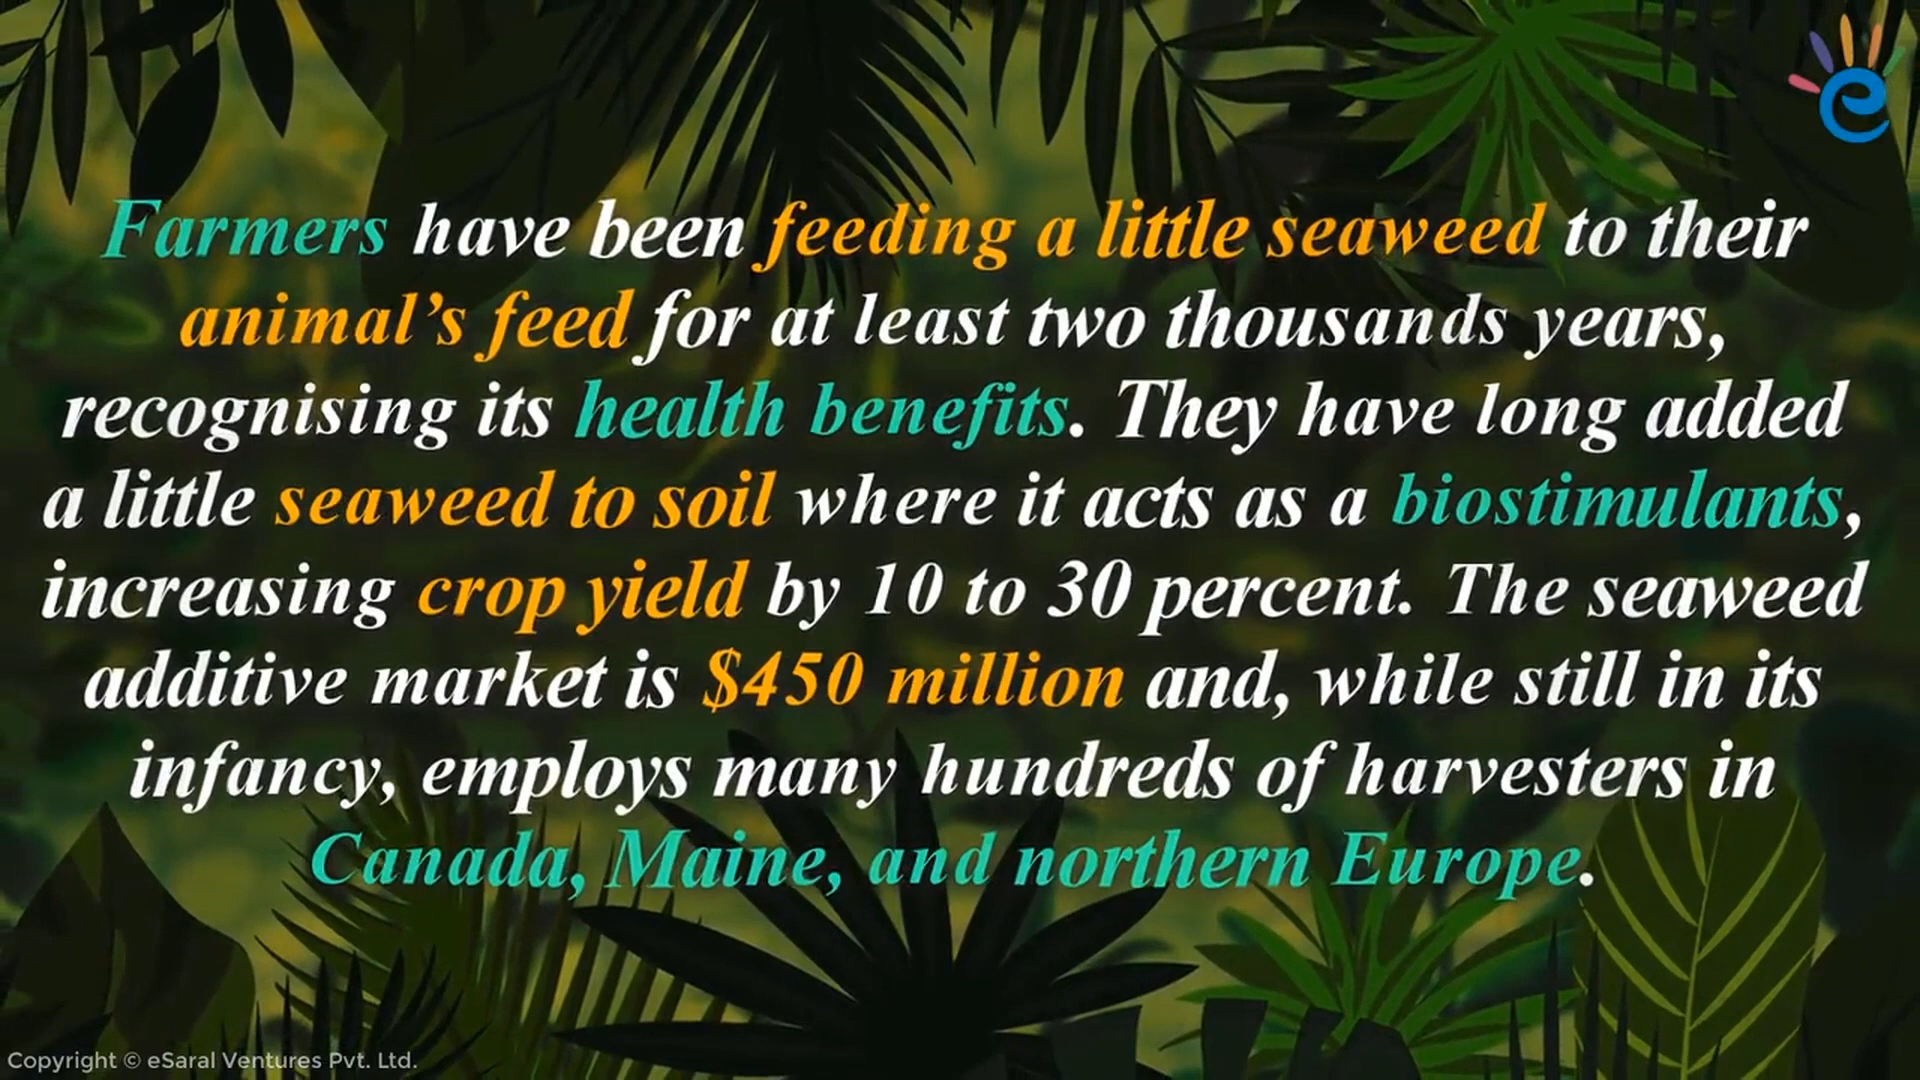 Farmers have been feeding a little seaweed to their
animal’s feed for at least two thousands years,
recognising its health benefits. They have long added
a little seaweed to soil where it acts as a biostimulants,
increasing crop yield by 10 to 30 percent. The seaweed
additive market is $450 million and, while still in its
infancy, employs many hundreds of harvesters in
Canada, Maine, and northern Europe.
Copyright © eSaral Ventures Pvt. Ltd.